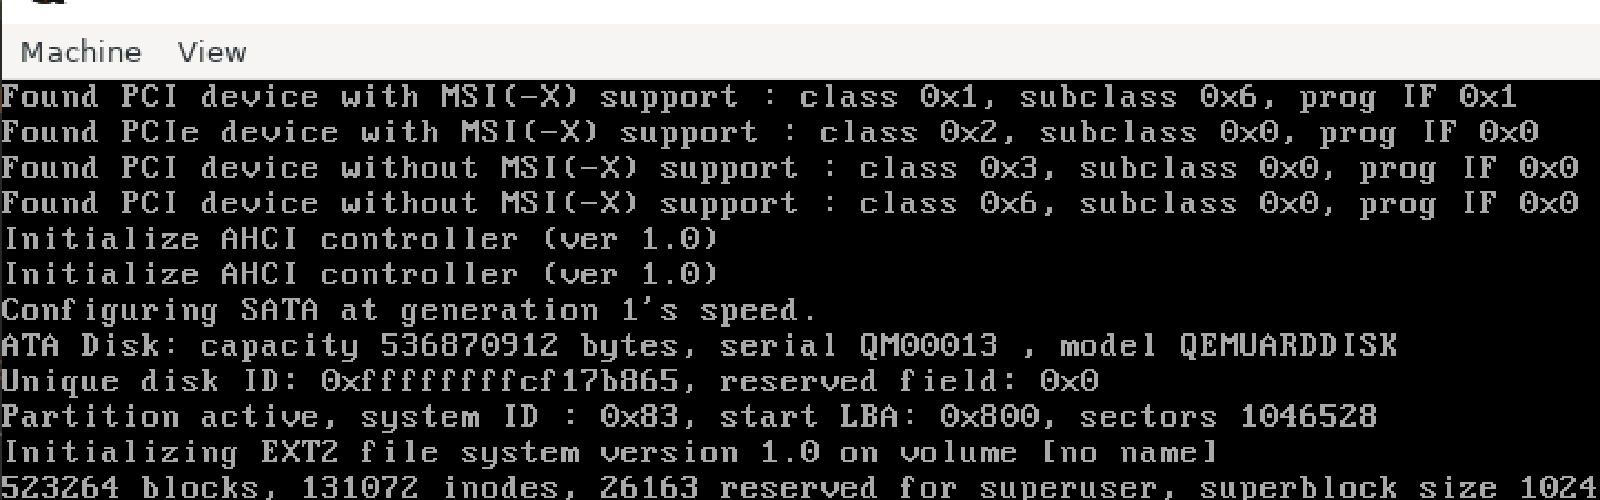 Machine View
Found PCI device with MSI(-X) support : class 0x1, subclass 0x6, prog IF 0x1
Found PCIe device with MSI(-X) support : class 0x2, subclass 0x0, prog IF 0x0
Found PCI device without MSI(-X) support : class 0x3, subclass 0x0, prog IF 0x0
Found PCI device without MSI(-X) support : class 0x6, subclass 0x0, prog IF 0x0
Initialize AHCI controller (ver 1.0)
Initialize AHCI controller (ver 1.0)
Configuring SATA at generation 1's speed.
ATA Disk: capacity 536870912 bytes, serial QM00013 , model QEMUARDDISK
Unique disk ID: 0xffffffffcf17b865, reserved field: 0x0
Partition active, system ID : 0x83, start LBA: 0x800, sectors 1046528
Initializing EXT2 file system version 1.0 on volume [no name]
523264 blocks, 131072 inodes, 26163 reserved for superuser, superblock size 1024